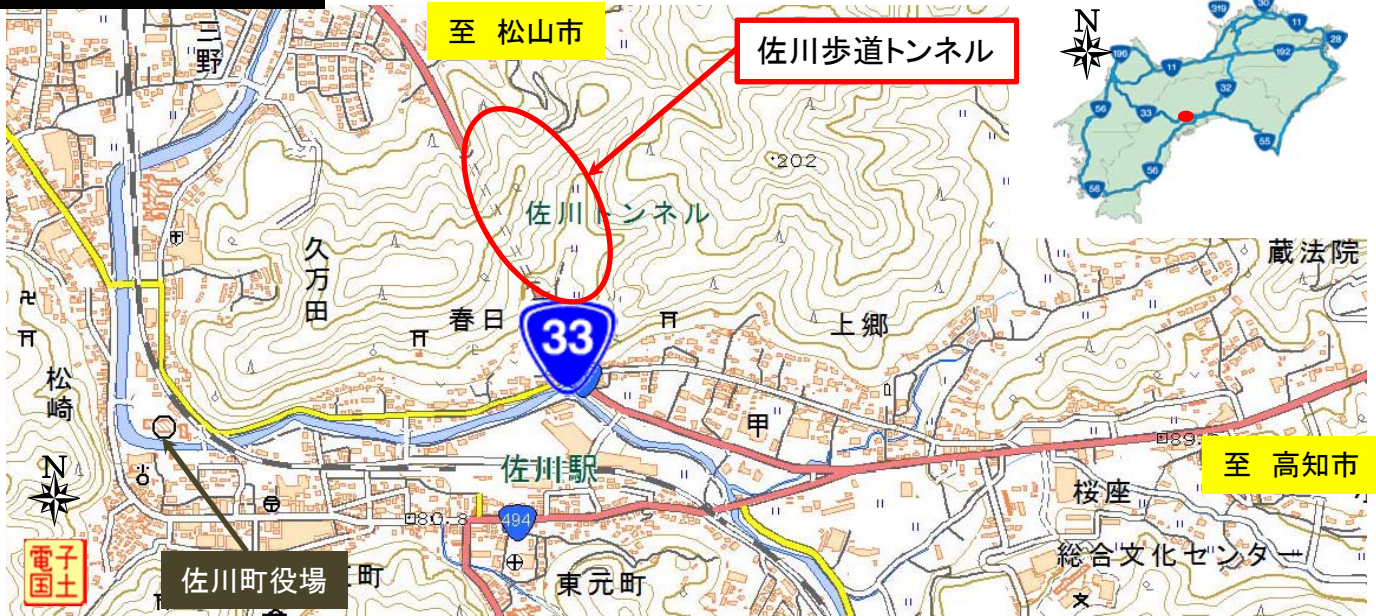 至 松山市
佐川歩道トンネル
N
319
30
11
28
196
11
192
32
56
33
55
56
56
三野
202
佐川トンネル
久万田
蔵法院
春日
33
上郷
松崎
甲
89.
至 高知市
佐川駅
桜座
N
80.8
494
総合文化センター
電子
国土
佐川町役場
町
東元町